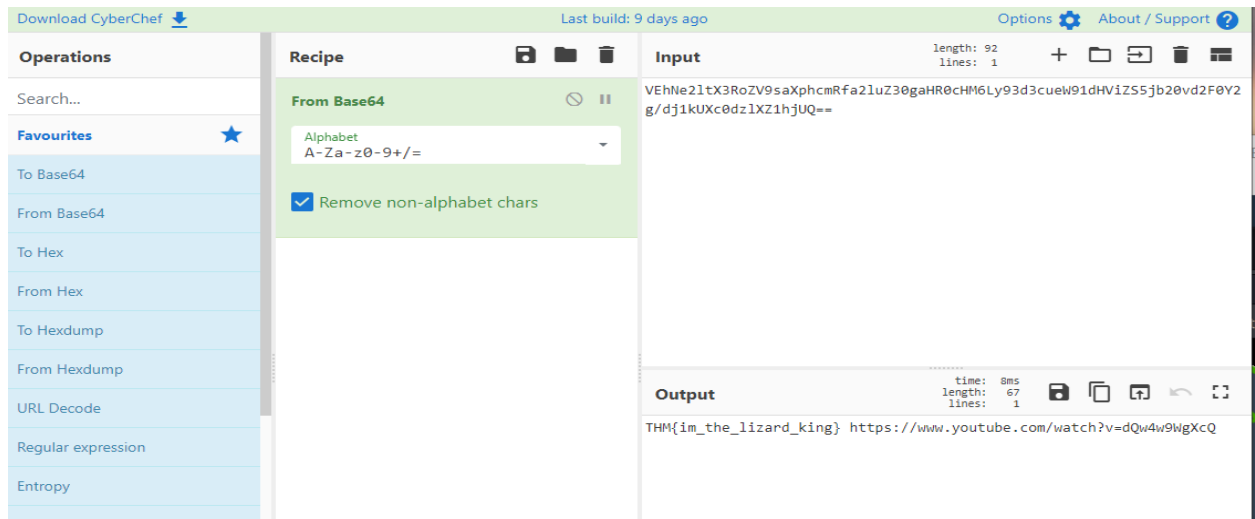 Download CyberChef
Last build: 9 days ago
Options
About / Support
Operations
Recipe
Input
length: 92
lines: 1
Search...
Favourites
To Base64
From Base64
To Hex
From Hex
To Hexdump
From Hexdump
URL Decode
Regular expression
Entropy
From Base64
Alphabet
A-Za-z0-9+/=
Remove non-alphabet chars
VEhNe2ltX3RoZV9saXphcmRfa2luZ30gaHR0cHM6Ly93d3cueW91dHViZS5jb20vd2F0Y2
g/dj1kUXc0dzlXZ1hjUQ==
Output
time: 8ms
length: 67
lines: 1
THM{im_the_lizard_king} https://www.youtube.com/watch?v=dQw4w9WgXcQ